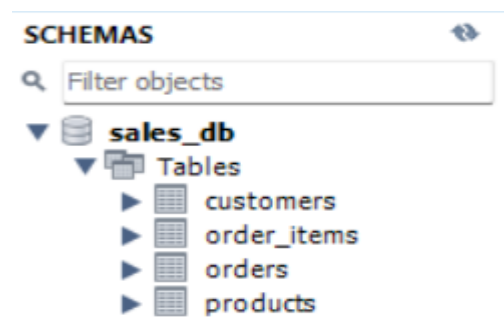 SCHEMAS
Filter objects
sales_db
Tables
customers
order_items
orders
products